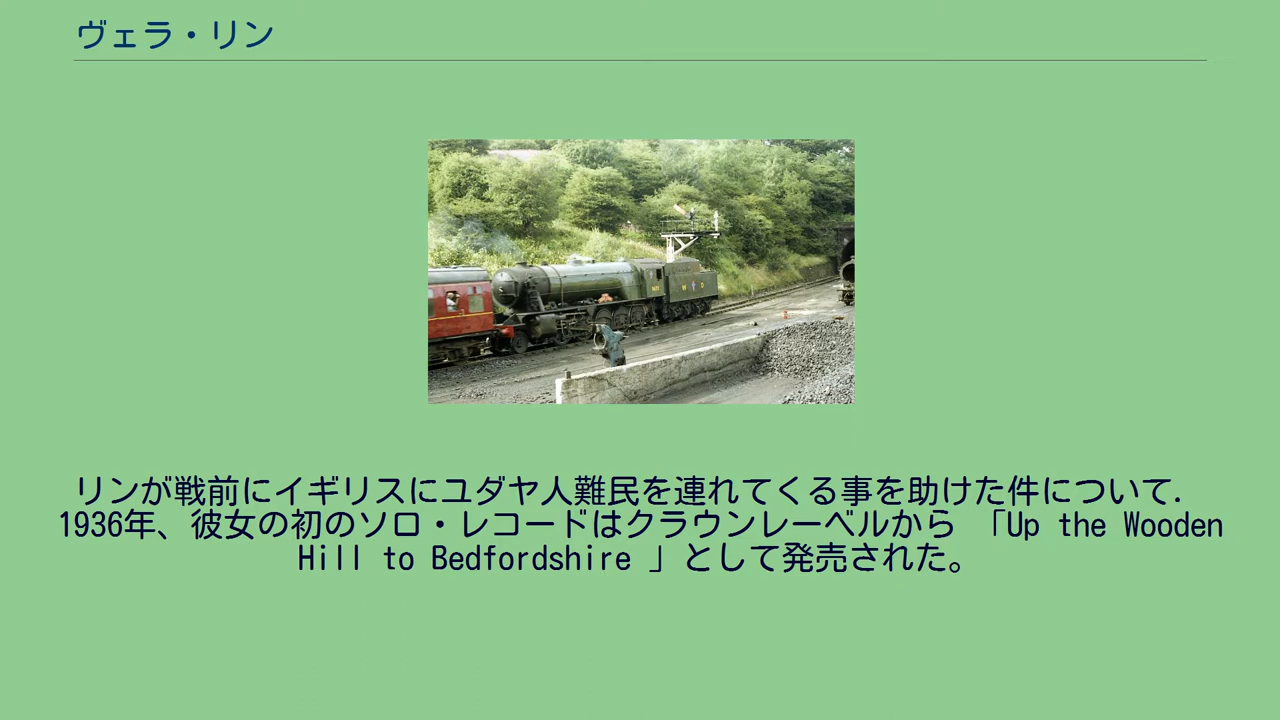 ヴェラ・リン
リンが戦前にイギリスにユダヤ人難民を連れてくる事を助けた件について.
1936年、彼女の初のソロ・レコードはクラウンレーベルから 「Up the Wooden
Hill to Bedfordshire 」として発売された。